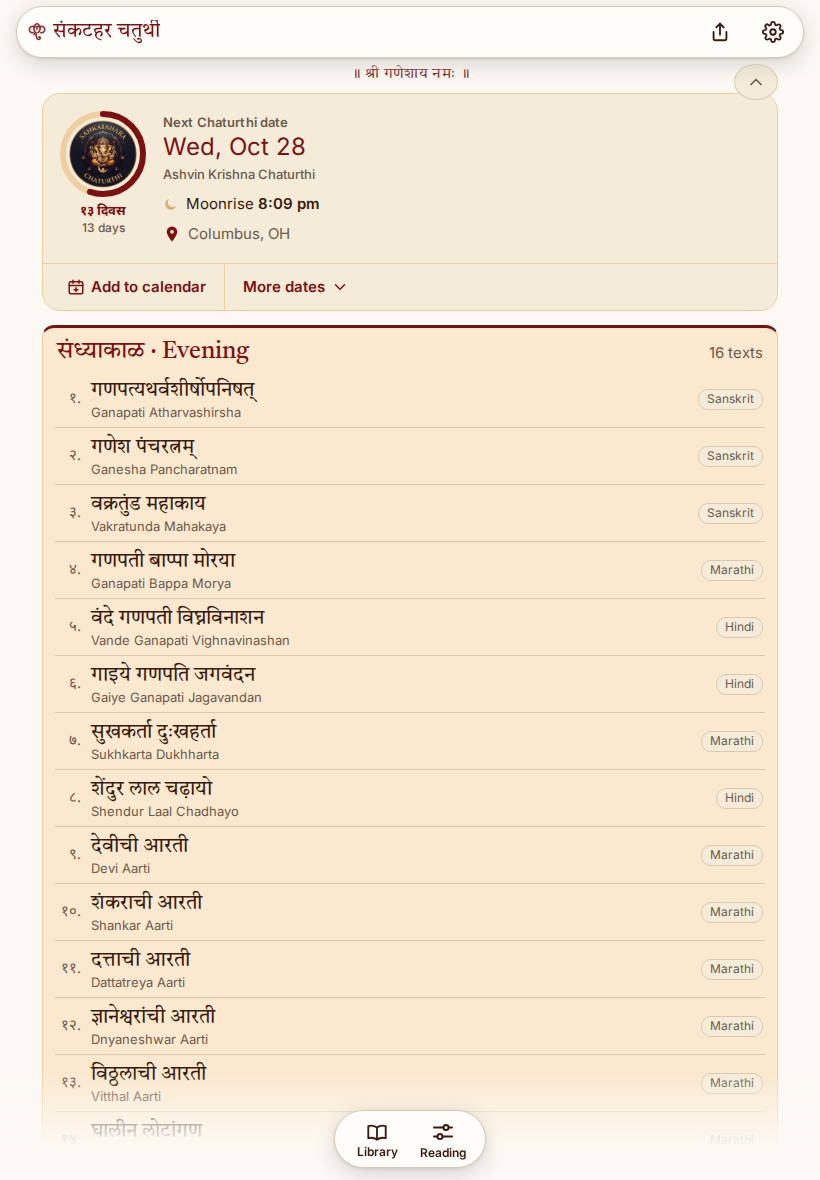 संकटहर चतुर्थी
॥ श्री गणेशाय नमः ॥
SANKATAHARA
CHATURTHI
१३ दिवस
13 days
Next Chaturthi date
Wed, Oct 28
Ashvin Krishna Chaturthi
Moonrise 8:09 pm
Columbus, OH
Add to calendar
More dates
संध्याकाळ · Evening
16 texts
१. गणपत्यथर्वशीर्षोपनिषत्
Ganapati Atharvashirsha
Sanskrit
२. गणेश पंचरत्नम्
Ganesha Pancharatnam
Sanskrit
३. वक्रतुंड महाकाय
Vakratunda Mahakaya
Sanskrit
४. गणपती बाप्पा मोरया
Ganapati Bappa Morya
Marathi
५. वंदे गणपती विघ्नविनाशन
Vande Ganapati Vighnavinashan
Hindi
६. गाइये गणपति जगवंदन
Gaiye Ganapati Jagavandan
Hindi
७. सुखकर्ता दुःखहर्ता
Sukhkarta Dukhharta
Marathi
८. शेंदुर लाल चढ़ायो
Shendur Laal Chadhayo
Hindi
९. देवीची आरती
Devi Aarti
Marathi
१०. शंकराची आरती
Shankar Aarti
Marathi
११. दत्ताची आरती
Dattatreya Aarti
Marathi
१२. ज्ञानेश्वरांची आरती
Dnyaneshwar Aarti
Marathi
१३. विठ्ठलाची आरती
Vitthal Aarti
Marathi
१४. घालीन लोटांगण
Marathi
Library
Reading